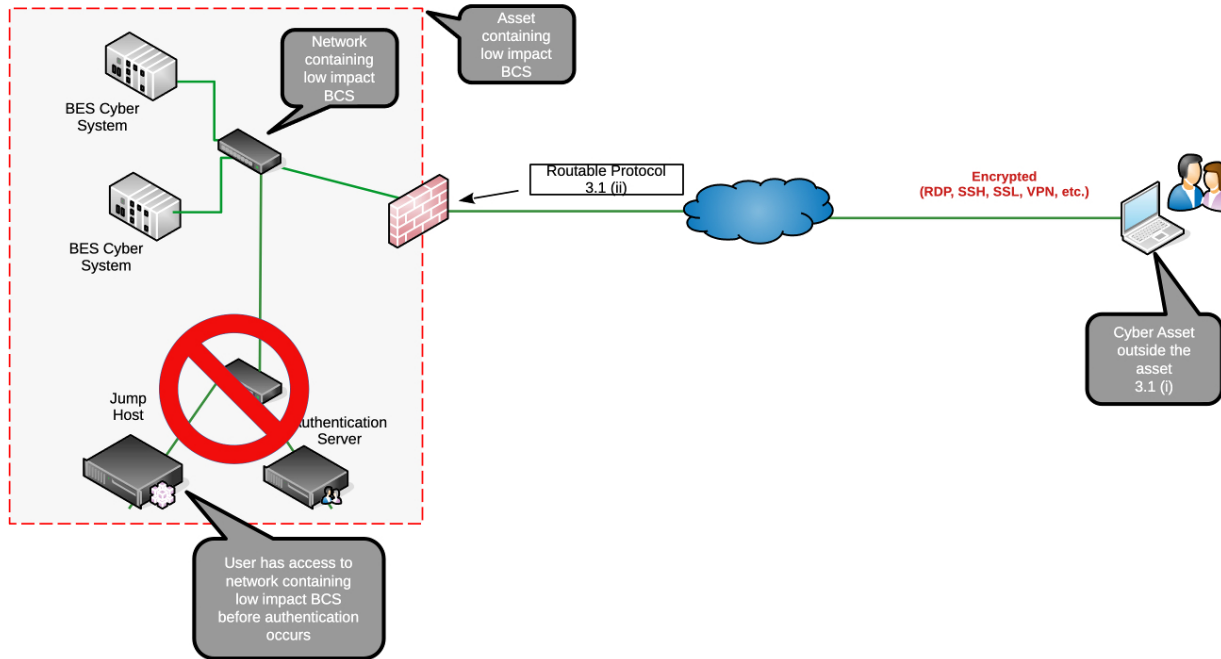 Asset
containing
low impact
BCS
Network
containing
low impact
BCS
BES Cyber
System
BES Cyber
System
Routable Protocol
3.1 (ii)
Encrypted
(RDP, SSH, SSL, VPN, etc.)
Cyber Asset
outside the
asset
3.1 (i)
Jump
Host
uthentication
Server
User has access to
network containing
low impact BCS
before authentication
occurs